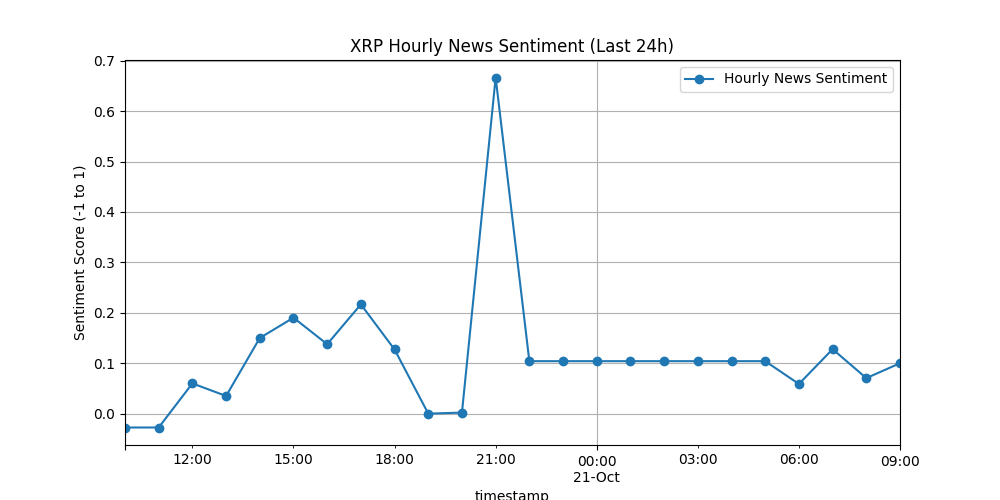 XRP Hourly News Sentiment (Last 24h)
Hourly News Sentiment
Sentiment Score (-1 to 1)
0.7
0.6
0.5
0.4
0.3
0.2
0.1
0.0
12:00 15:00 18:00 21:00 00:00 03:00 06:00 09:00
21-Oct
timestamp